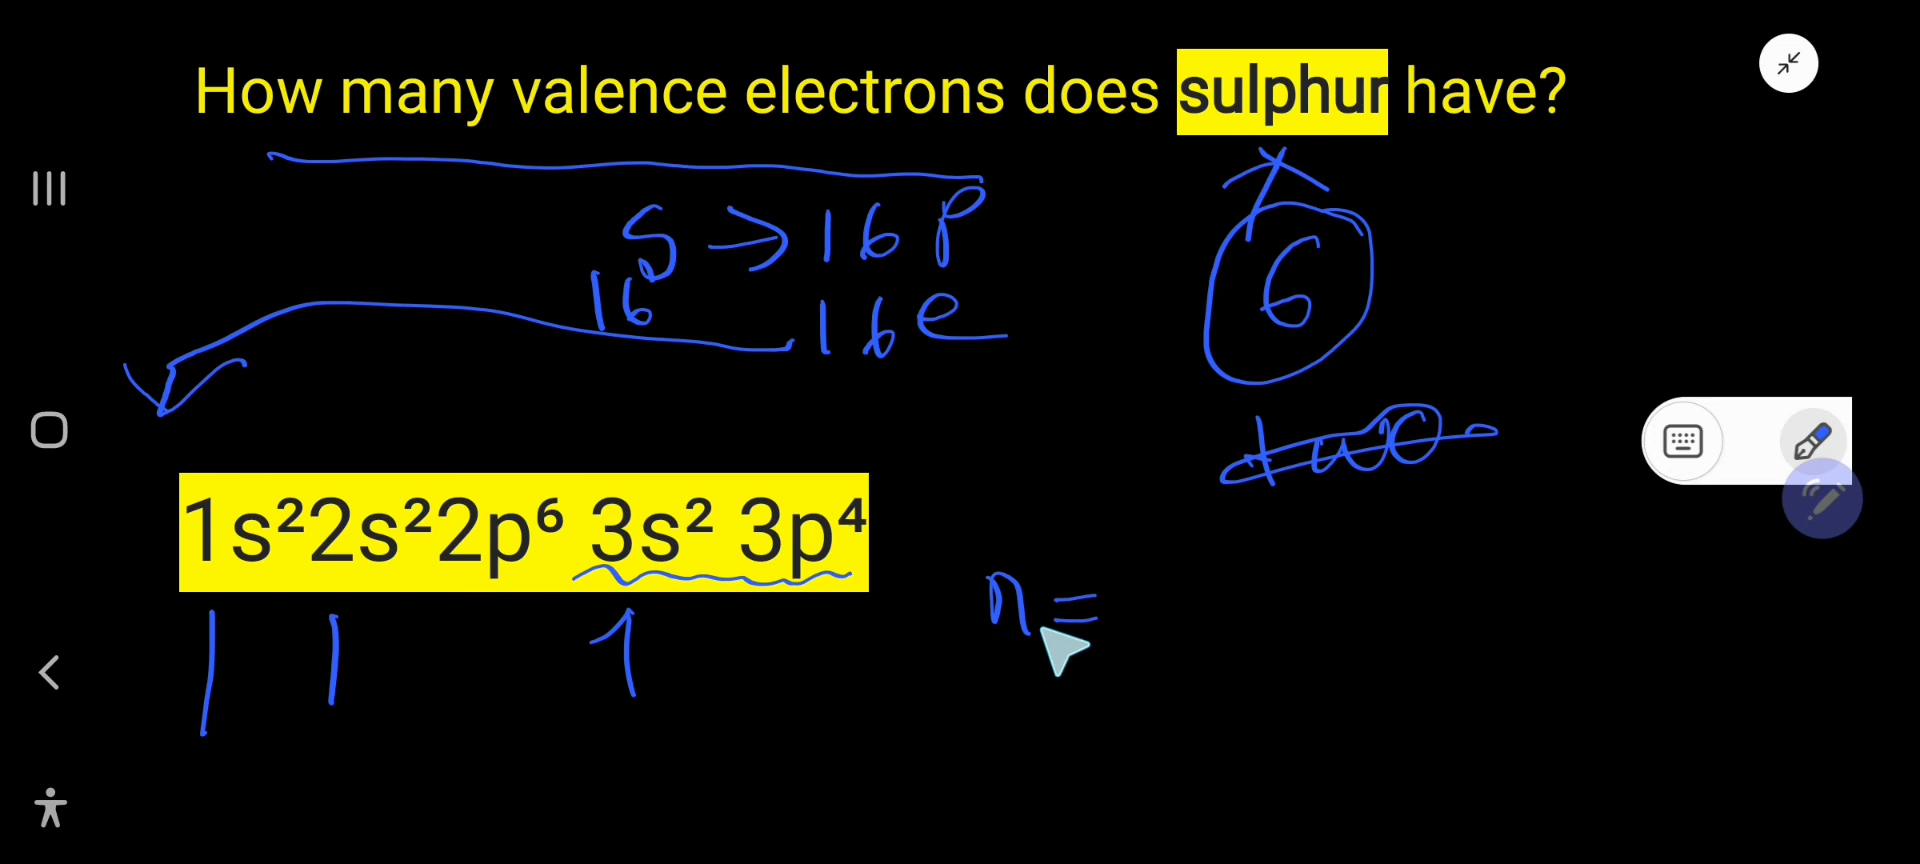 How many valence electrons does sulphur have?
S → 16 P
16
16 e
6
two
1s²2s²2p⁶ 3s² 3p⁴
n =